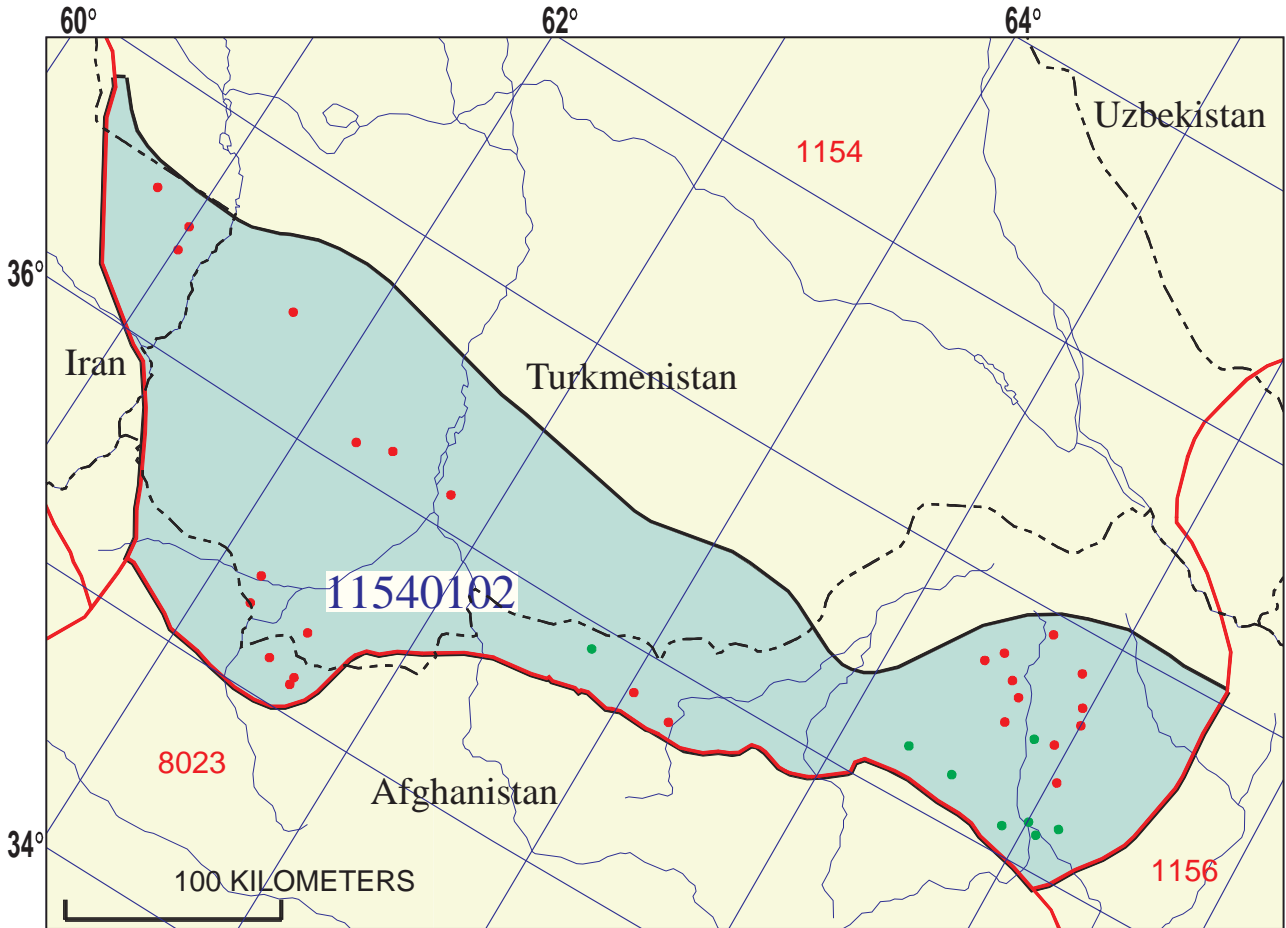 60° 62° 64°
Uzbekistan
1154
36°
Iran
Turkmenistan
11540102
8023
Afghanistan
34°
1156
100 KILOMETERS